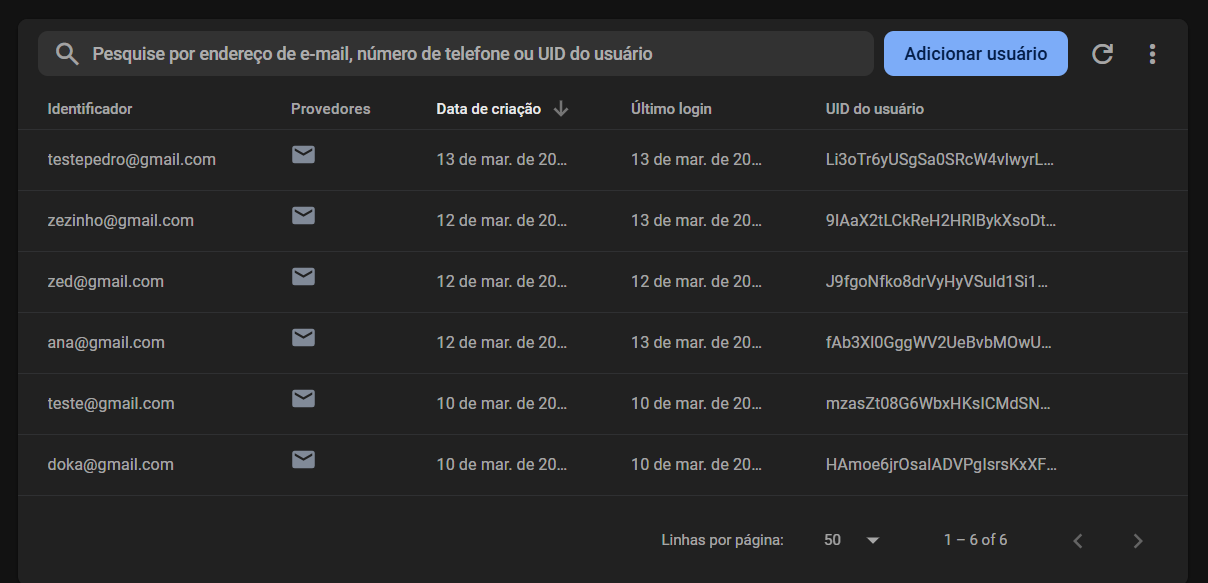 Pesquise por endereço de e-mail, número de telefone ou UID do usuário Adicionar usuário
Identificador Provedores Data de criação Último login UID do usuário
testepedro@gmail.com 13 de mar. de 20... 13 de mar. de 20... Li3oTr6yUSgSa0SRcW4vlwyrL...
zezinho@gmail.com 12 de mar. de 20... 13 de mar. de 20... 9IAaX2tLCkReH2HRIBykXsoDt...
zed@gmail.com 12 de mar. de 20... 12 de mar. de 20... J9fgoNfko8drVyHyVSuld1Si1...
ana@gmail.com 12 de mar. de 20... 13 de mar. de 20... fAb3XI0GggWV2UeBvbMOwU...
teste@gmail.com 10 de mar. de 20... 10 de mar. de 20... mzasZt08G6WbxHKsICMdSN...
doka@gmail.com 10 de mar. de 20... 10 de mar. de 20... HAmoe6jrOsalADVPgIsrsKxXF...
Linhas por página: 50 1 – 6 of 6